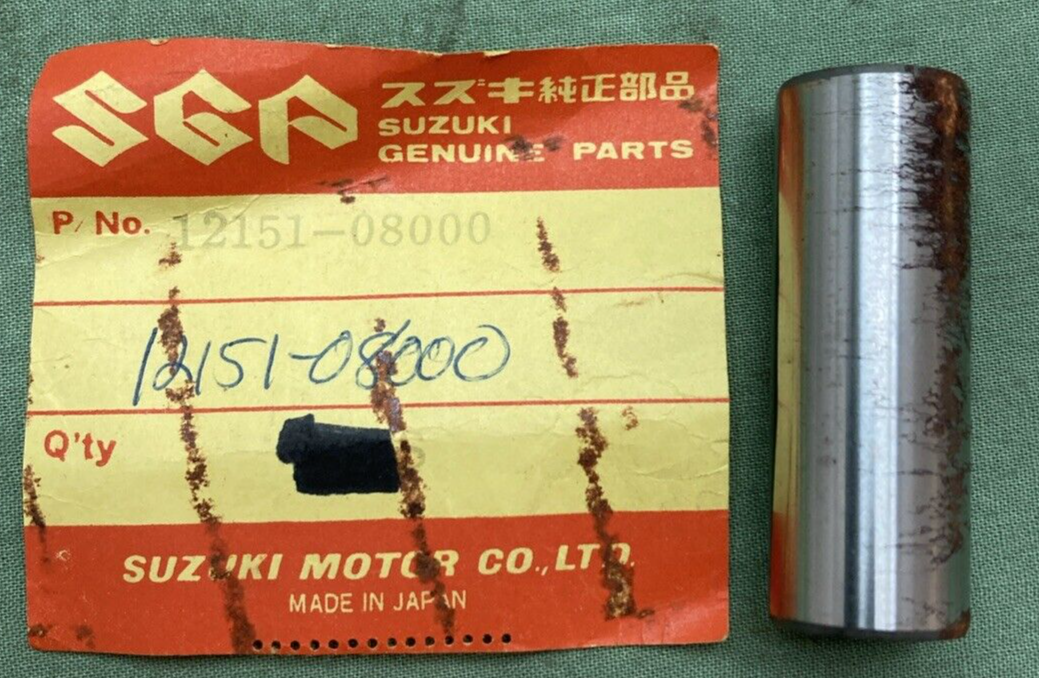 SGP
スズキ純正部品
SUZUKI
GENUINE PARTS
P/No. 12151-08000
12151-08000
Q'ty
SUZUKI MOTOR CO.,LTD.
MADE IN JAPAN